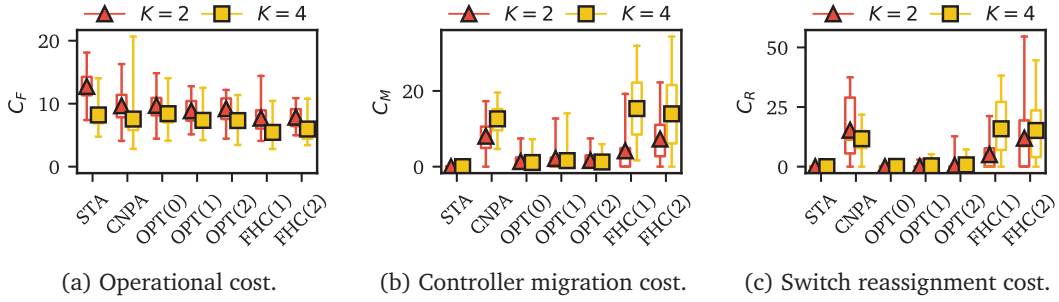 K = 2 K = 4
20
10
0
C_F
STA CNPA OPT(0) OPT(1) OPT(2) FHC(1) FHC(2)
(a) Operational cost.
K = 2 K = 4
20
0
C_M
STA CNPA OPT(0) OPT(1) OPT(2) FHC(1) FHC(2)
(b) Controller migration cost.
K = 2 K = 4
50
25
0
C_R
STA CNPA OPT(0) OPT(1) OPT(2) FHC(1) FHC(2)
(c) Switch reassignment cost.